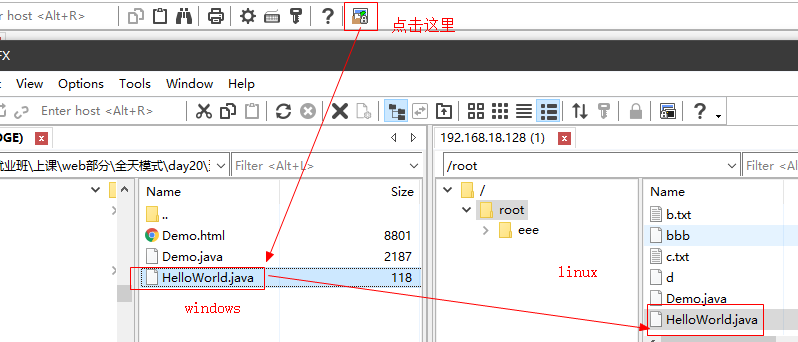 er host <Alt+R>
点击这里
FX
t View Options Tools Window Help
Enter host <Alt+R>
DGE)
192.168.18.128 (1)
业班\上课\web部分\全天模式\day20\
Filter <Alt+L>
/root
Filter <Al
Name Size
..
Demo.html 8801
Demo.java 2187
HelloWorld.java 118
windows
/
root
eee
linux
Name
b.txt
bbb
c.txt
d
Demo.java
HelloWorld.java